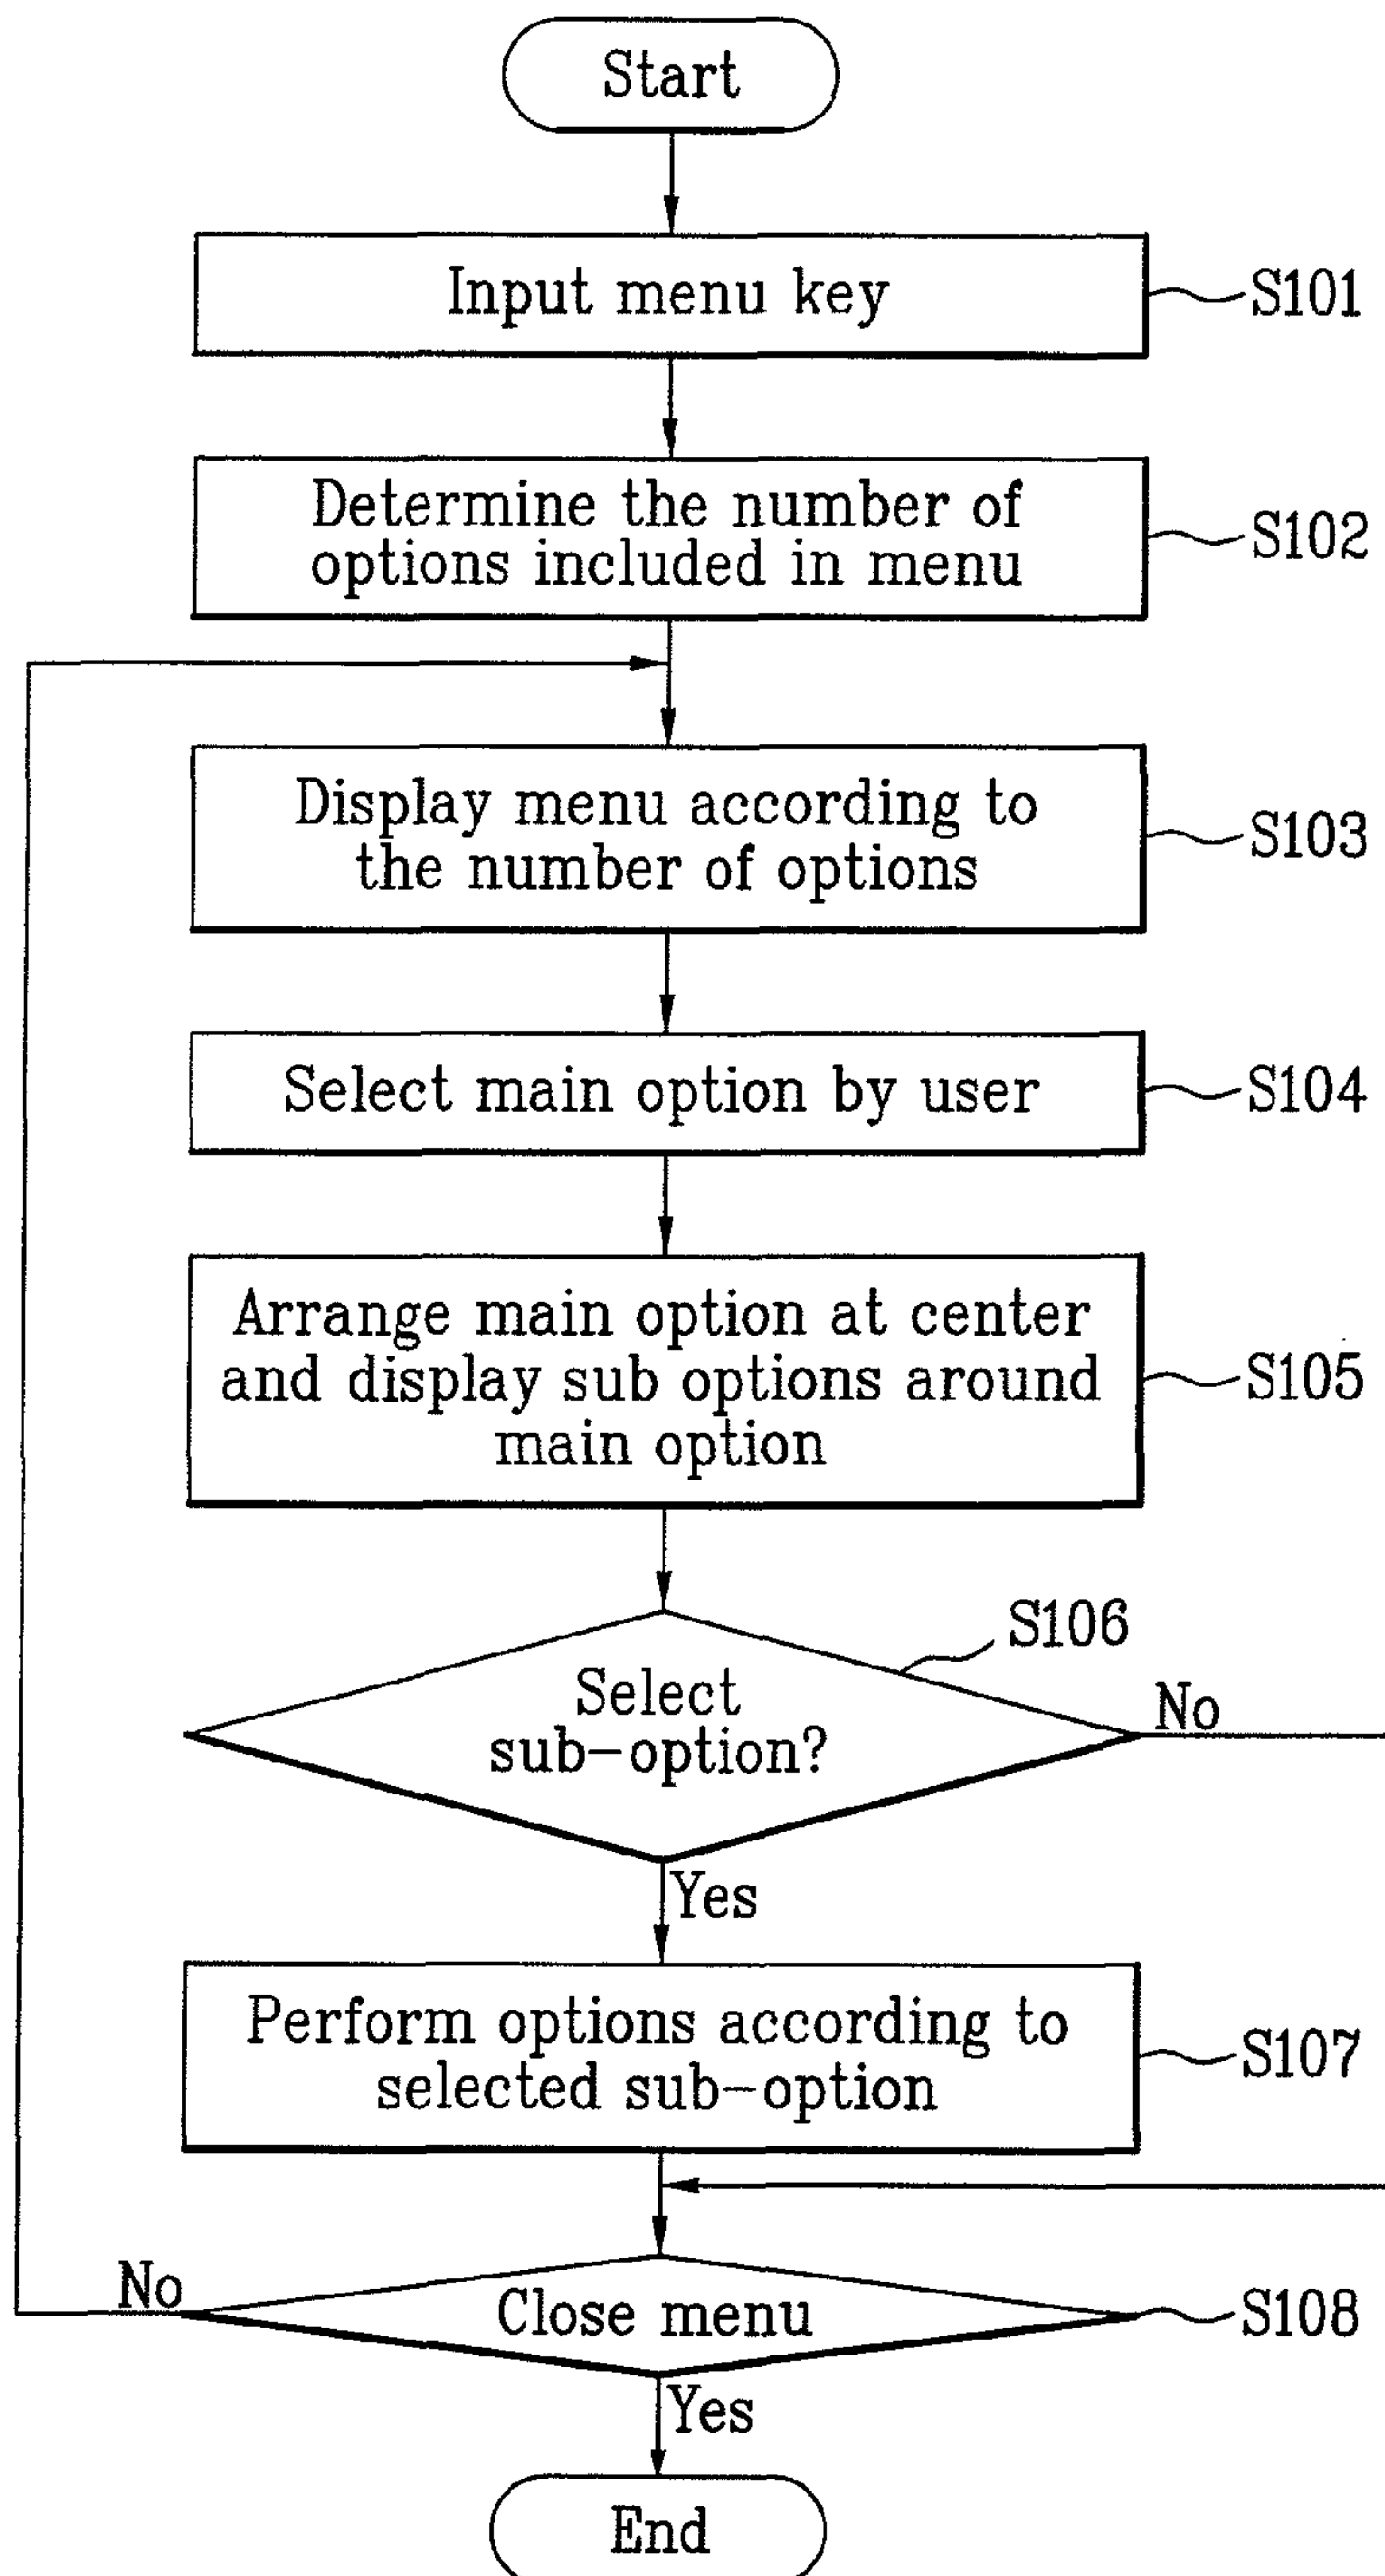 Start
Input menu key
S101
Determine the number of
options included in menu
S102
Display menu according to
the number of options
S103
Select main option by user
S104
Arrange main option at center
and display sub options around
main option
S105
S106
Select
sub-option?
No
Yes
Perform options according to
selected sub-option
S107
No
Close menu
S108
Yes
End